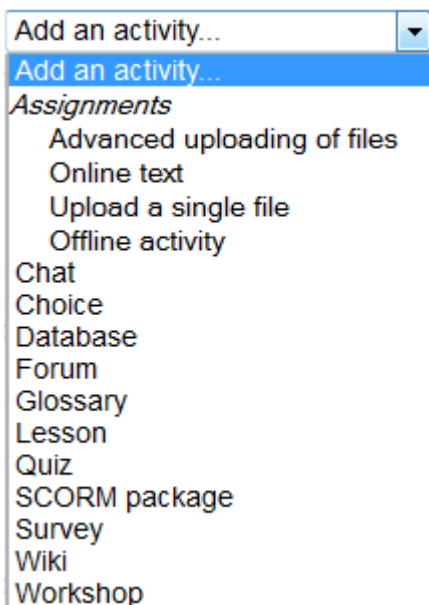 Add an activity...
Add an activity...
Assignments
Advanced uploading of files
Online text
Upload a single file
Offline activity
Chat
Choice
Database
Forum
Glossary
Lesson
Quiz
SCORM package
Survey
Wiki
Workshop